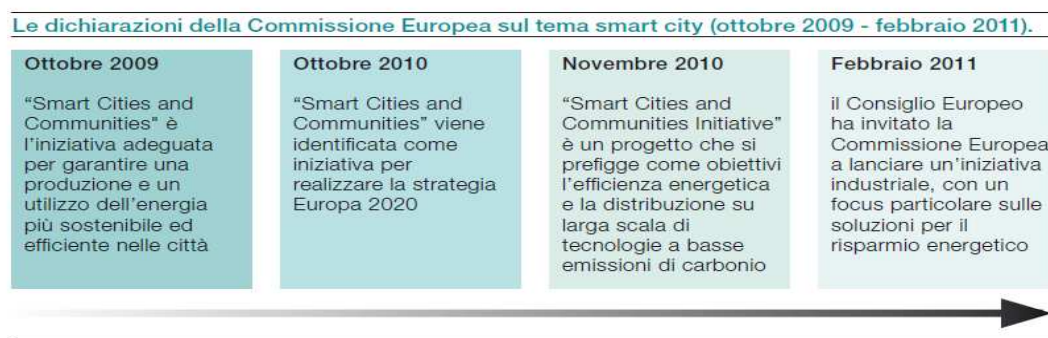 Le dichiarazioni della Commissione Europea sul tema smart city (ottobre 2009 - febbraio 2011).
Ottobre 2009
“Smart Cities and
Communities" è
l’iniziativa adeguata
per garantire una
produzione e un
utilizzo dell’energia
più sostenibile ed
efficiente nelle città
Ottobre 2010
“Smart Cities and
Communities” viene
identificata come
iniziativa per
realizzare la strategia
Europa 2020
Novembre 2010
“Smart Cities and
Communities Initiative”
è un progetto che si
prefigge come obiettivi
l’efficienza energetica
e la distribuzione su
larga scala di
tecnologie a basse
emissioni di carbonio
Febbraio 2011
il Consiglio Europeo
ha invitato la
Commissione Europea
a lanciare un’iniziativa
industriale, con un
focus particolare sulle
soluzioni per il
risparmio energetico